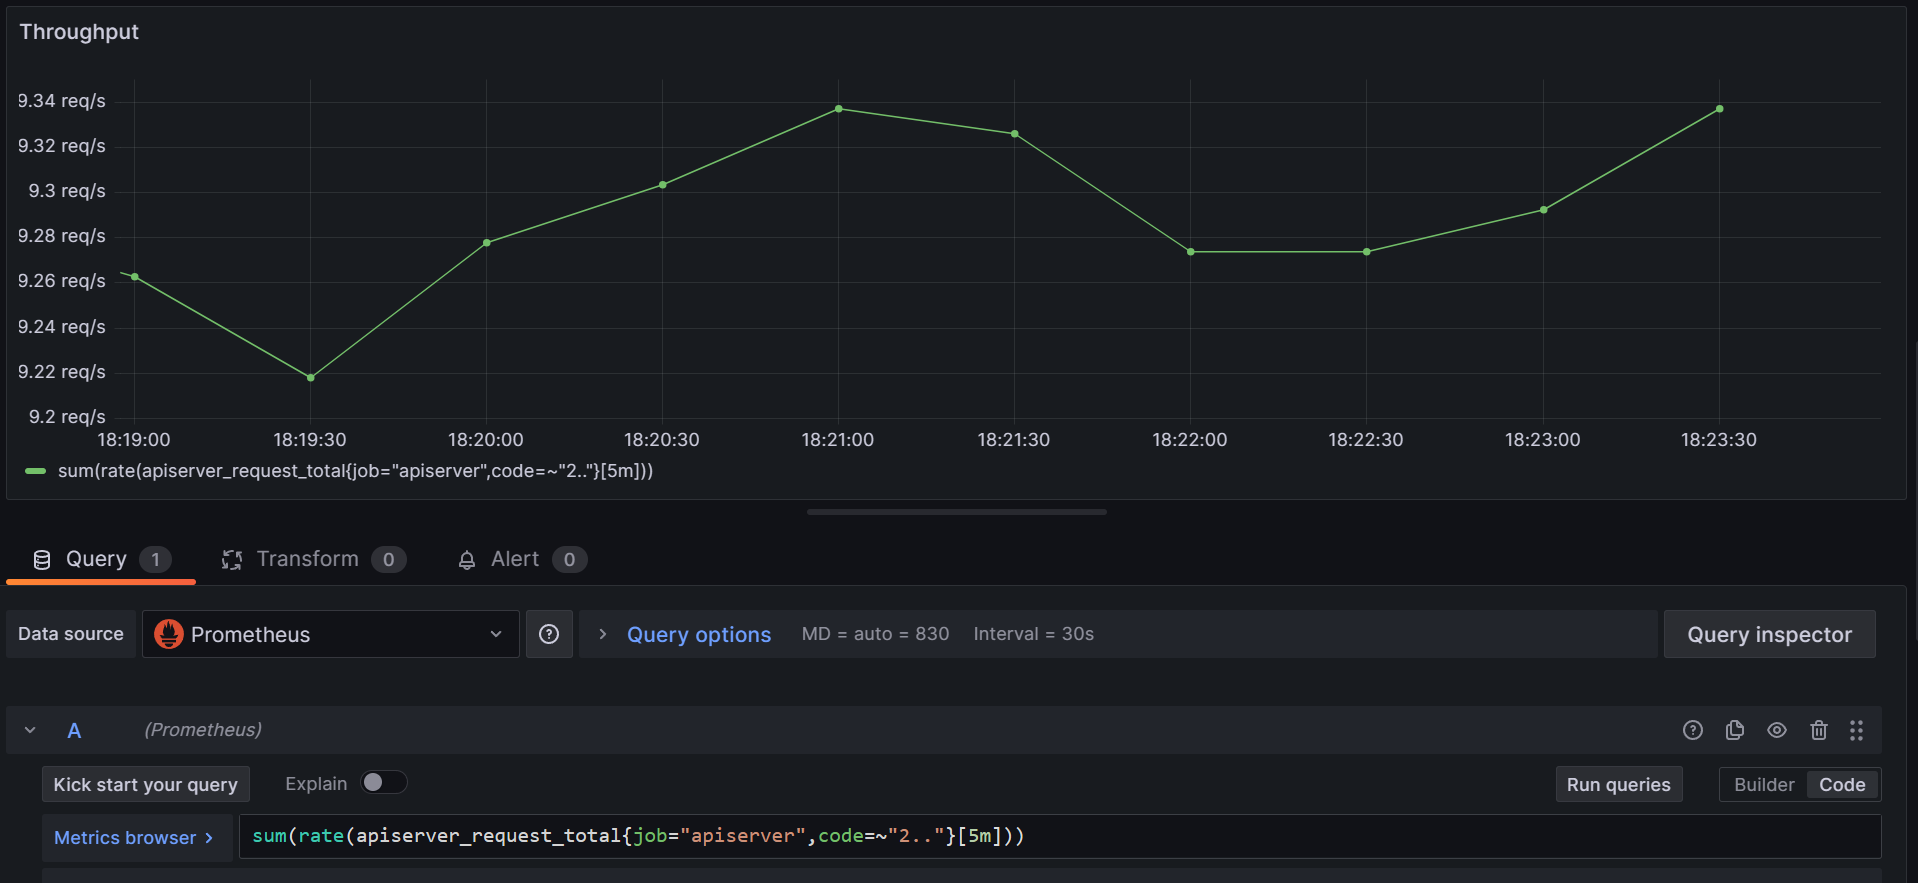 Throughput
9.34 req/s
9.32 req/s
9.3 req/s
9.28 req/s
9.26 req/s
9.24 req/s
9.22 req/s
9.2 req/s
18:19:00 18:19:30 18:20:00 18:20:30 18:21:00 18:21:30 18:22:00 18:22:30 18:23:00 18:23:30
sum(rate(apiserver_request_total{job="apiserver",code=~"2.."}[5m]))
Query 1 Transform 0 Alert 0
Data source Prometheus Query options MD = auto = 830 Interval = 30s Query inspector
A (Prometheus)
Kick start your query Explain Run queries Builder Code
Metrics browser > sum(rate(apiserver_request_total{job="apiserver",code=~"2.."}[5m]))